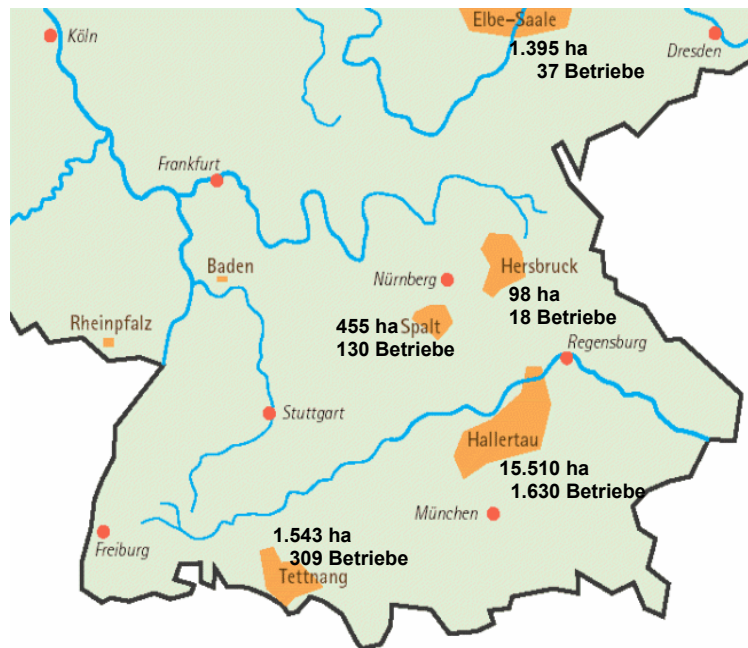 Elbe-Saale
1.395 ha
37 Betriebe
Köln
Dresden
Frankfurt
Baden
Nürnberg
Hersbruck
98 ha
18 Betriebe
Rheinpfalz
455 ha
Spalt
130 Betriebe
Regensburg
Stuttgart
Hallertau
15.510 ha
1.630 Betriebe
München
Freiburg
1.543 ha
309 Betriebe
Tettnang